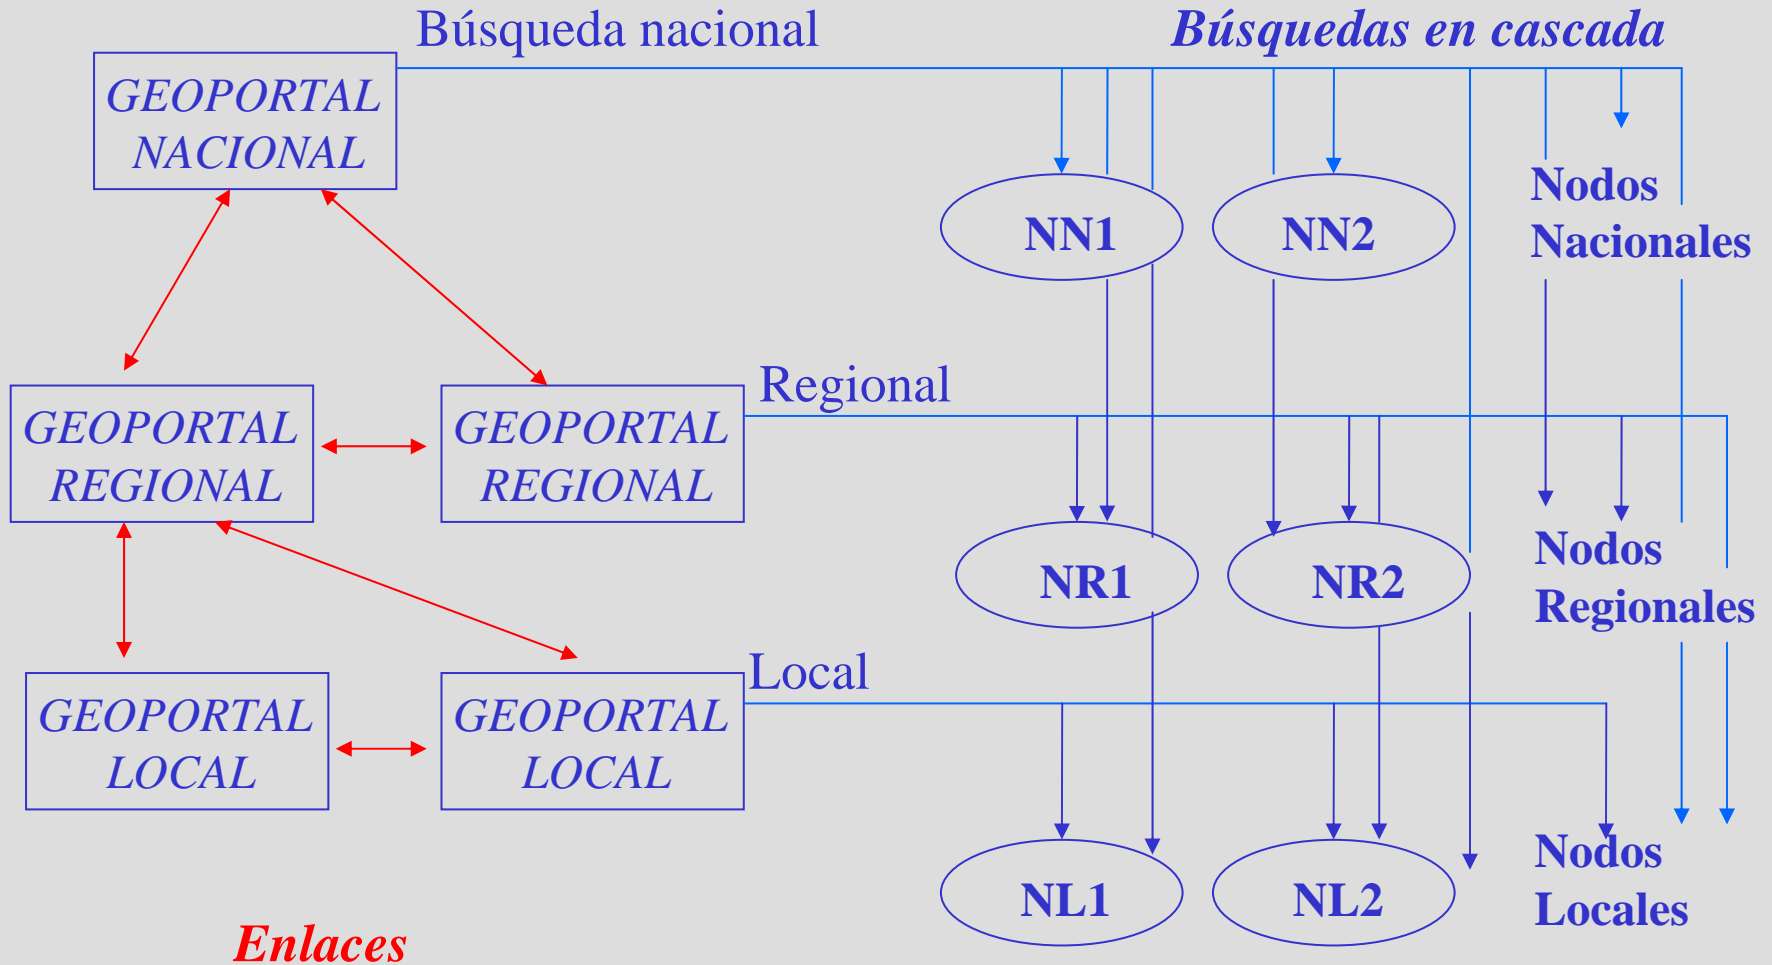 Búsqueda nacional
Búsquedas en cascada
GEOPORTAL
NACIONAL
NN1
NN2
Nodos
Nacionales
Regional
GEOPORTAL
REGIONAL
GEOPORTAL
REGIONAL
NR1
NR2
Nodos
Regionales
Local
GEOPORTAL
LOCAL
GEOPORTAL
LOCAL
NL1
NL2
Nodos
Locales
Enlaces